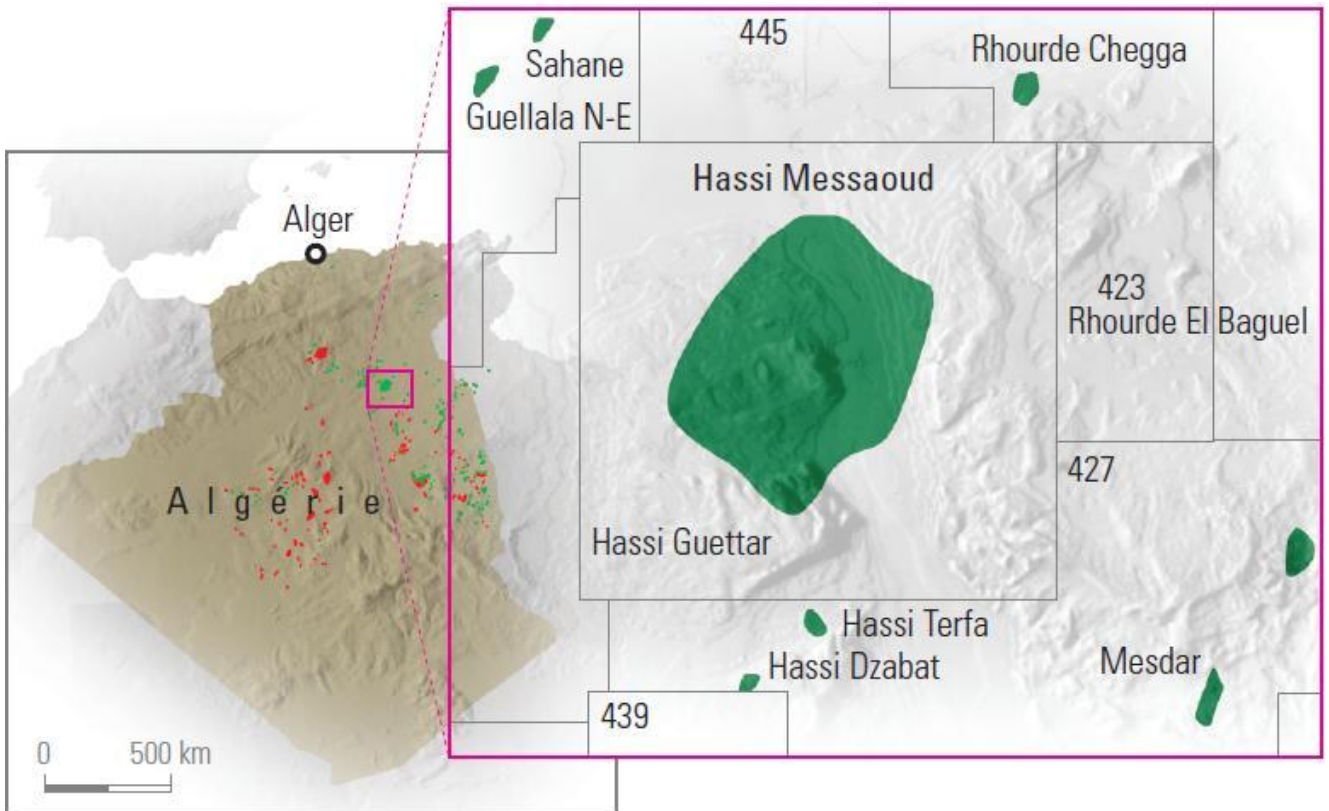 445
Rhourde Chegga
Sahane
Guellala N-E
Hassi Messaoud
Alger
423
Rhourde El Baguel
427
Algérie
Hassi Guettar
Hassi Terfa
Hassi Dzabat
Mesdar
439
0 500 km